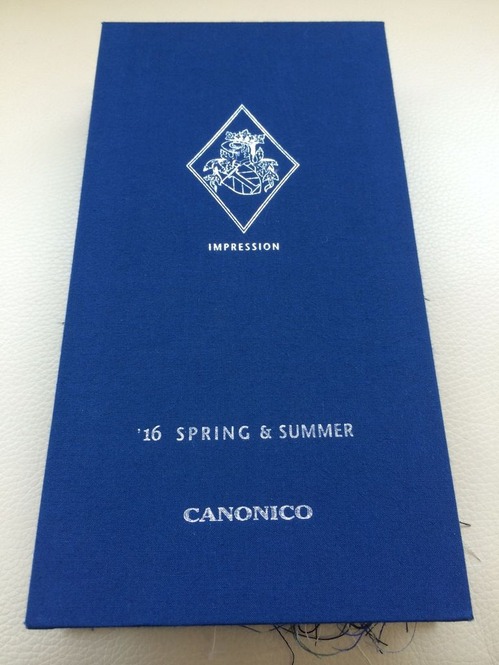 IMPRESSION
'16 SPRING & SUMMER
CANONICO